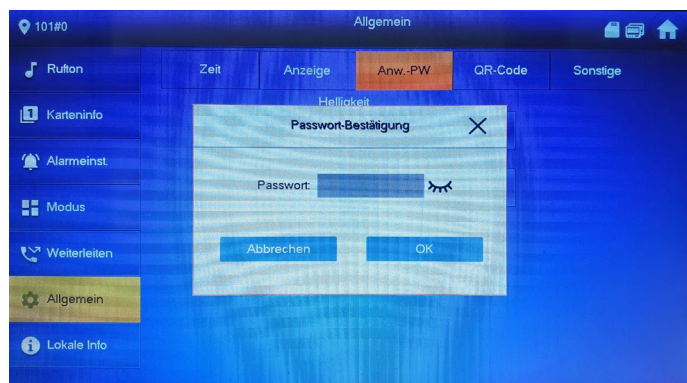 101#0
Allgemein
Rufton
Zeit
Anzeige
Anw.-PW
QR-Code
Sonstige
Helligkeit
Karteninfo
Passwort-Bestätigung
Alarmeinst.
Passwort:
Modus
Weiterleiten
Abbrechen
OK
Allgemein
Lokale Info